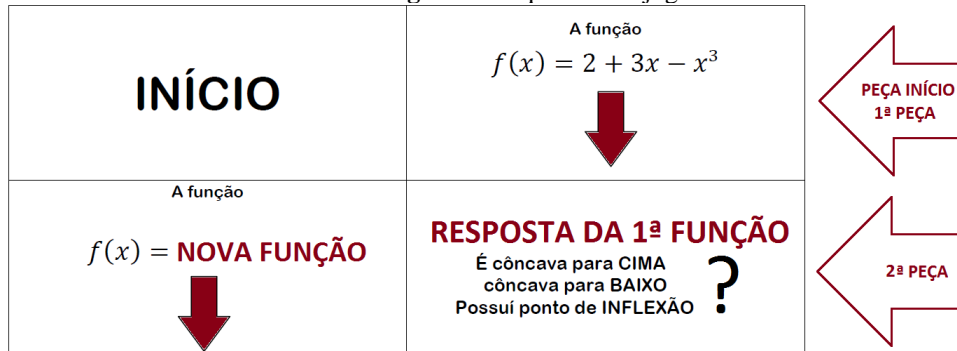 A função
f(x) = 2 + 3x − x³
INÍCIO
PEÇA INÍCIO
1ª PEÇA
A função
f(x) = NOVA FUNÇÃO
RESPOSTA DA 1ª FUNÇÃO
É côncava para CIMA
côncava para BAIXO
Possuí ponto de INFLEXÃO
?
2ª PEÇA